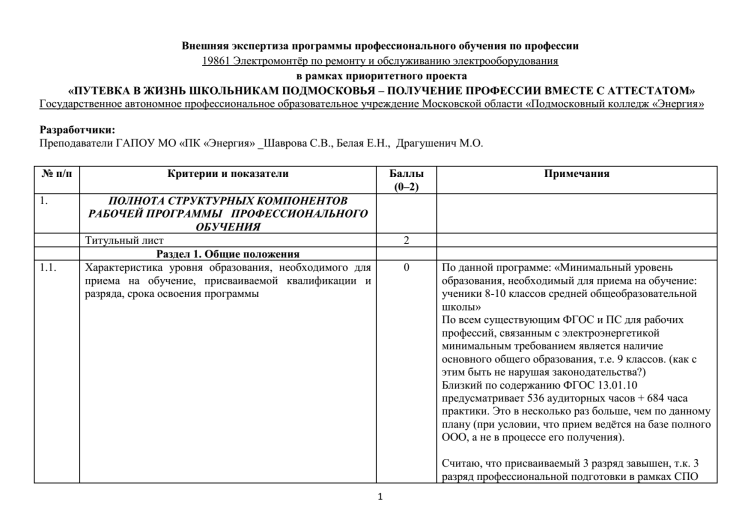 Внешняя экспертиза программы профессионального обучения по профессии
19861 Электромонтёр по ремонту и обслуживанию электрооборудования
в рамках приоритетного проекта
«ПУТЕВКА В ЖИЗНЬ ШКОЛЬНИКАМ ПОДМОСКОВЬЯ – ПОЛУЧЕНИЕ ПРОФЕССИИ ВМЕСТЕ С АТТЕСТАТОМ»
Государственное автономное профессиональное образовательное учреждение Московской области «Подмосковный колледж «Энергия»
Разработчики:
Преподаватели ГАПОУ МО «ПК «Энергия» _Шаврова С.В., Белая Е.Н., Драгушенич М.О.
№ п/п Критерии и показатели Баллы Примечания
(0–2)
1. ПОЛНОТА СТРУКТУРНЫХ КОМПОНЕНТОВ
РАБОЧЕЙ ПРОГРАММЫ ПРОФЕССИОНАЛЬНОГО
ОБУЧЕНИЯ
Титульный лист 2
Раздел 1. Общие положения
1.1. Характеристика уровня образования, необходимого для 0 По данной программе: «Минимальный уровень
приема на обучение, присваиваемой квалификации и образования, необходимый для приема на обучение:
разряда, срока освоения программы ученики 8-10 классов средней общеобразовательной
школы»
По всем существующим ФГОС и ПС для рабочих
профессий, связанным с электроэнергетикой
минимальным требованием является наличие
основного общего образования, т.е. 9 классов. (как с
этим быть не нарушая законодательства?)
Близкий по содержанию ФГОС 13.01.10
предусматривает 536 аудиторных часов + 684 часа
практики. Это в несколько раз больше, чем по данному
плану (при условии, что прием ведётся на базе полного
ООО, а не в процессе его получения).
Считаю, что присваиваемый 3 разряд завышен, т.к. 3
разряд профессиональной подготовки в рамках СПО
1